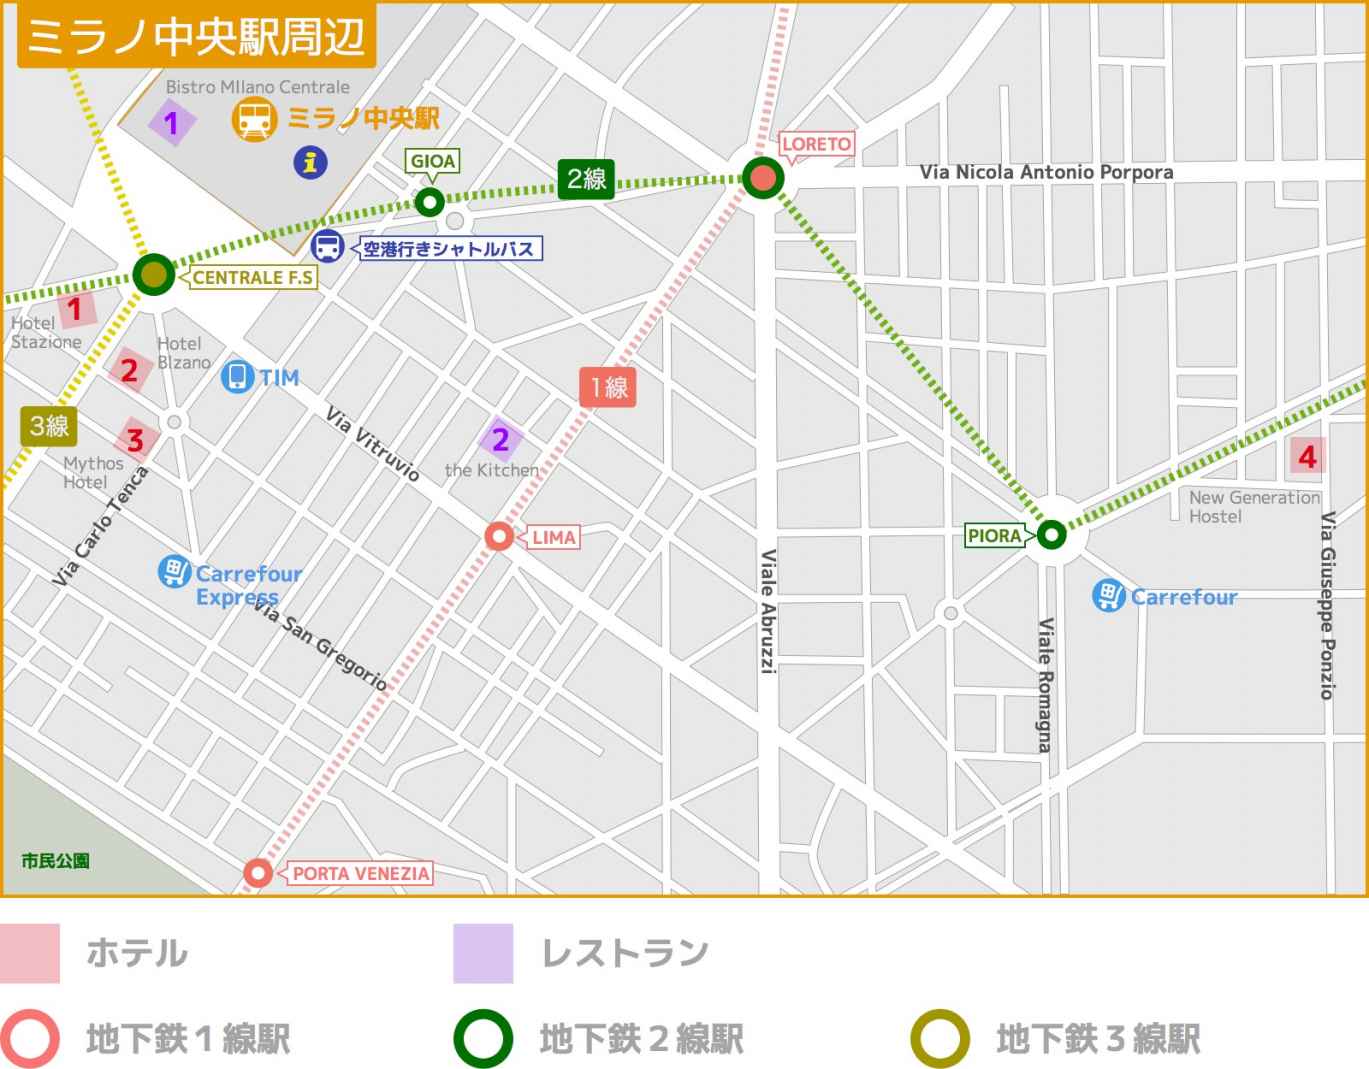 ミラノ中央駅周辺
Bistro MIlano Centrale
1
ミラノ中央駅
i
GIOA
2線
LORETO
Via Nicola Antonio Porpora
空港行きシャトルバス
CENTRALE F.S
1
Hotel
Stazione
2
Hotel
Blzano
TIM
1線
3線
3
Mythos
Hotel
Via Carlo Tenca
Via Vitruvio
2
the Kitchen
4
New Generation
Hostel
LIMA
PIORA
Via Giuseppe Ponzio
Viale Abruzzi
Carrefour
Express
Via San Gregorio
Carrefour
Viale Romagna
市民公園
PORTA VENEZIA
ホテル
レストラン
地下鉄１線駅
地下鉄２線駅
地下鉄３線駅